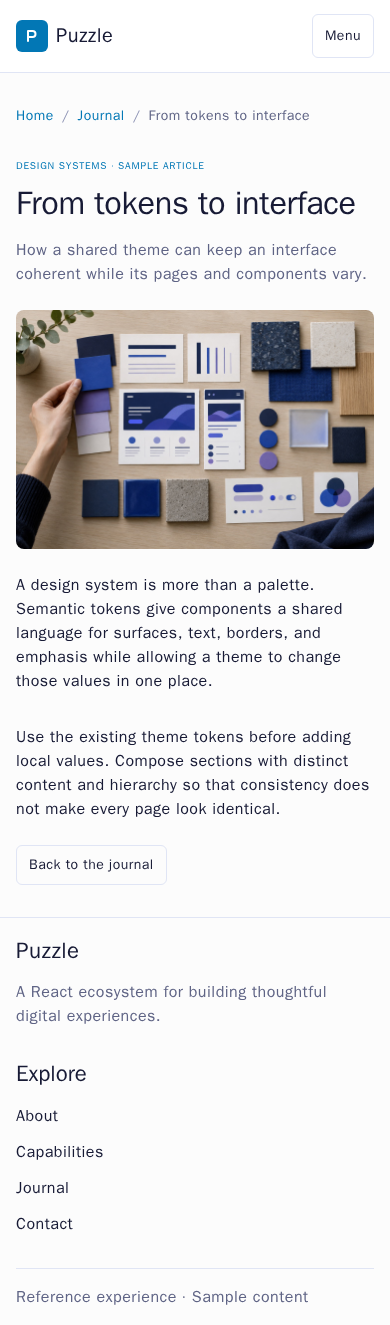 P Puzzle
Menu
Home / Journal / From tokens to interface
DESIGN SYSTEMS · SAMPLE ARTICLE
From tokens to interface
How a shared theme can keep an interface
coherent while its pages and components vary.
A design system is more than a palette.
Semantic tokens give components a shared
language for surfaces, text, borders, and
emphasis while allowing a theme to change
those values in one place.
Use the existing theme tokens before adding
local values. Compose sections with distinct
content and hierarchy so that consistency does
not make every page look identical.
Back to the journal
Puzzle
A React ecosystem for building thoughtful
digital experiences.
Explore
About
Capabilities
Journal
Contact
Reference experience · Sample content